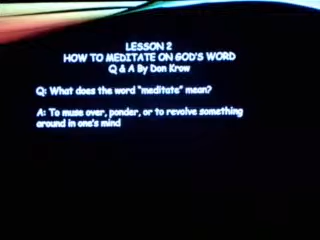 LESSON 2
HOW TO MEDITATE ON GOD'S WORD
Q & A By Don Krow
Q: What does the word "meditate" mean?
A: To muse over, ponder, or to revolve something
around in one's mind